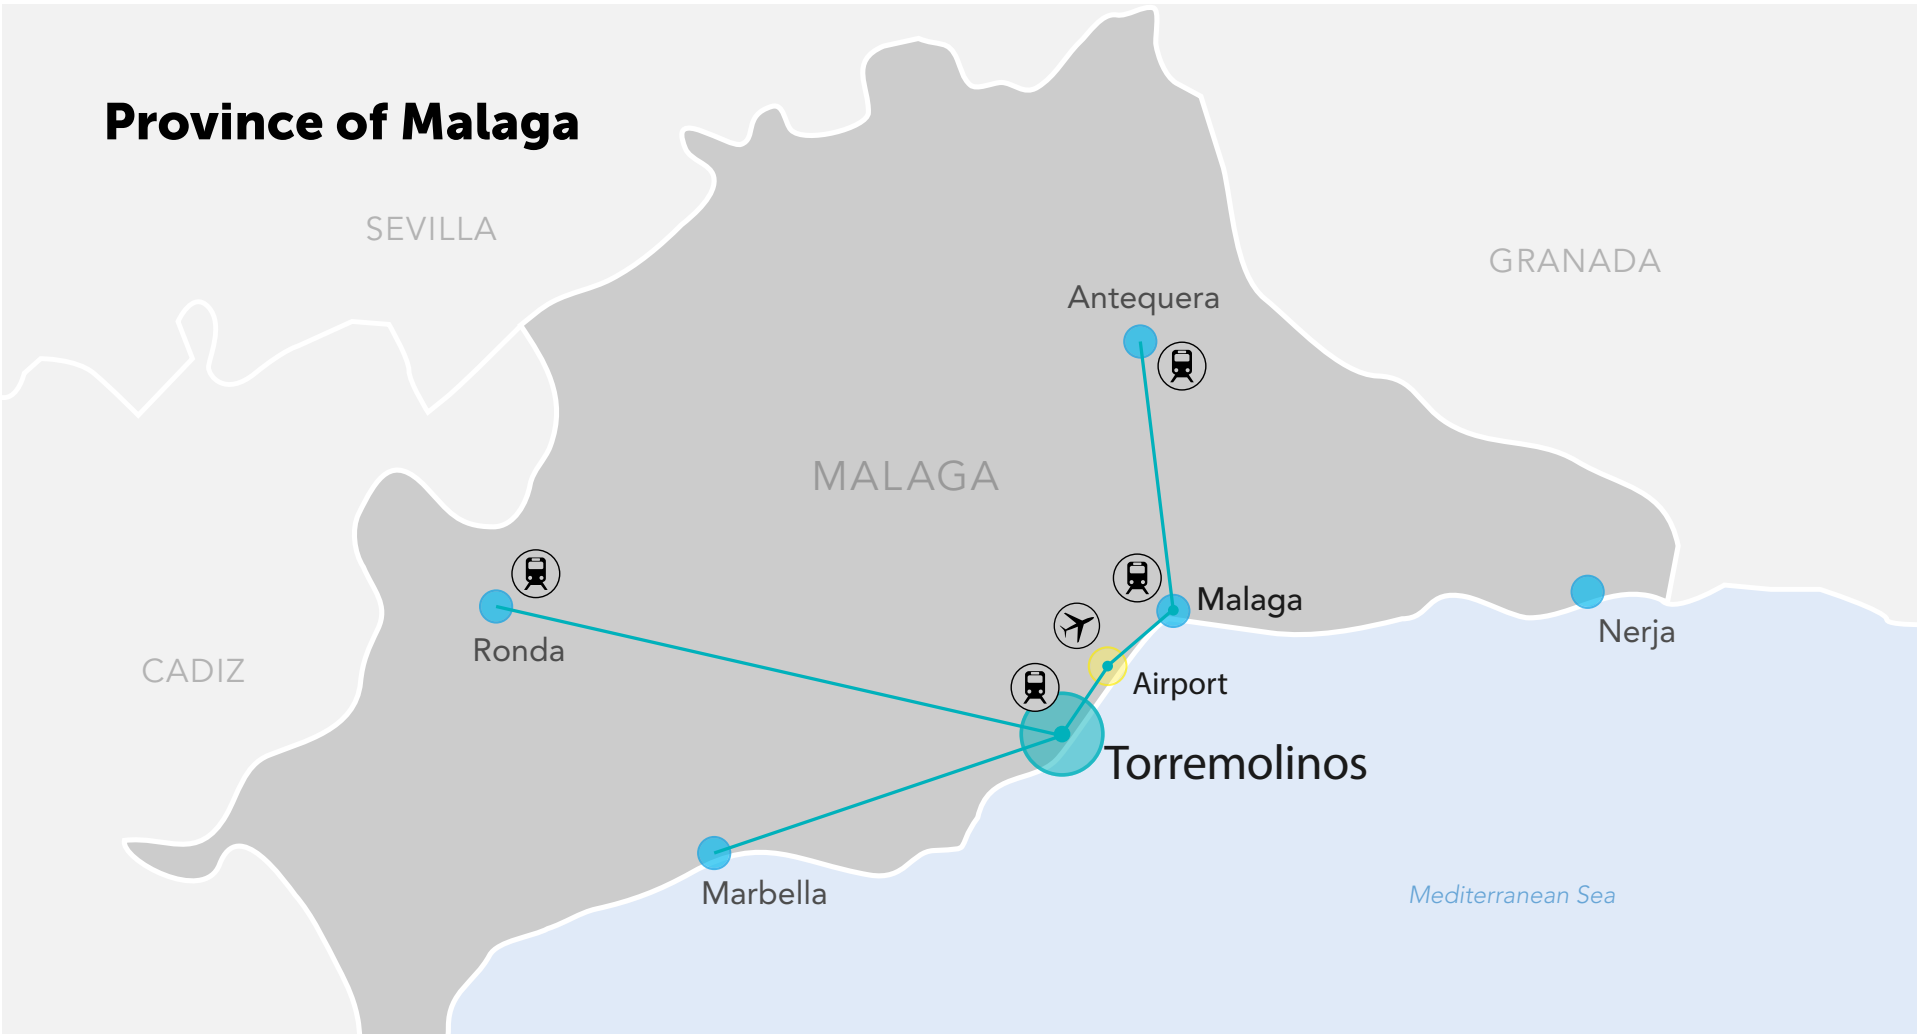 Province of Malaga
SEVILLA
GRANADA
Antequera
MALAGA
Malaga
Nerja
Ronda
CADIZ
Airport
Torremolinos
Marbella
Mediterranean Sea